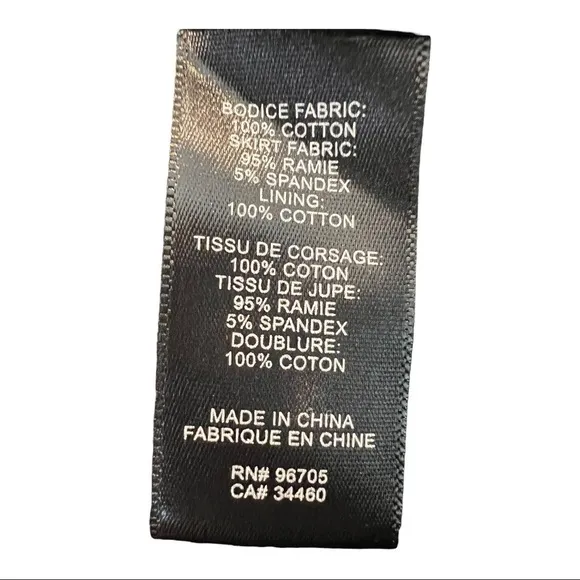 BODICE FABRIC:
100% COTTON
SKIRT FABRIC:
95% RAMIE
5% SPANDEX
LINING:
100% COTTON
TISSU DE CORSAGE:
100% COTON
TISSU DE JUPE:
95% RAMIE
5% SPANDEX
DOUBLURE:
100% COTON
MADE IN CHINA
FABRIQUE EN CHINE
RN# 96705
CA# 34460